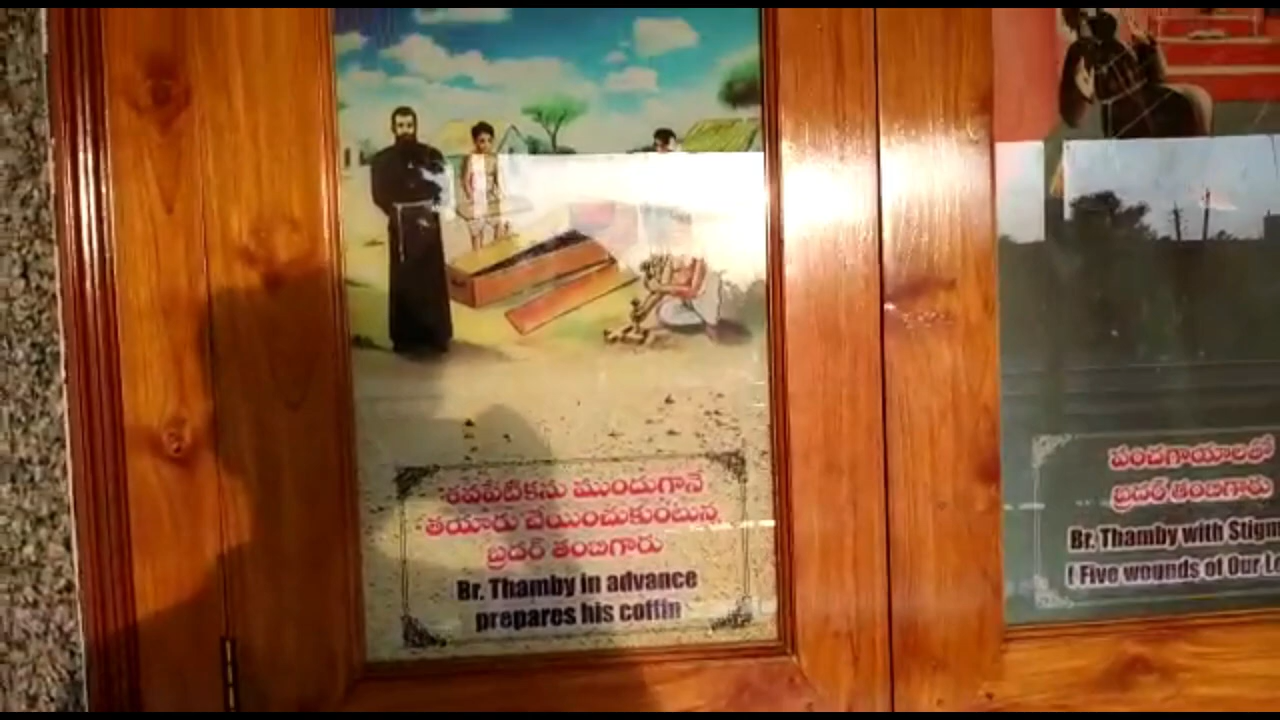 శవపేటికను ముందుగానే
తయారు చేయించుకుంటున్న
బ్రదర్ తంబిగారు
Br. Thamby in advance
prepares his coffin
పంచగాయాలతో
బ్రదర్ తంబిగారు
Br. Thamby with
( Five wounds of Our